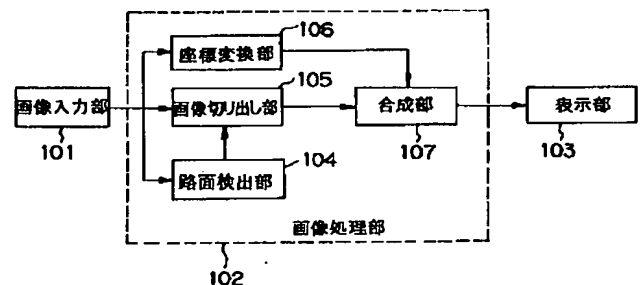 106
座標変換部
105
画像入力部
画像切り出し部
合成部
表示部
101
107
103
104
路面検出部
画像処理部
102